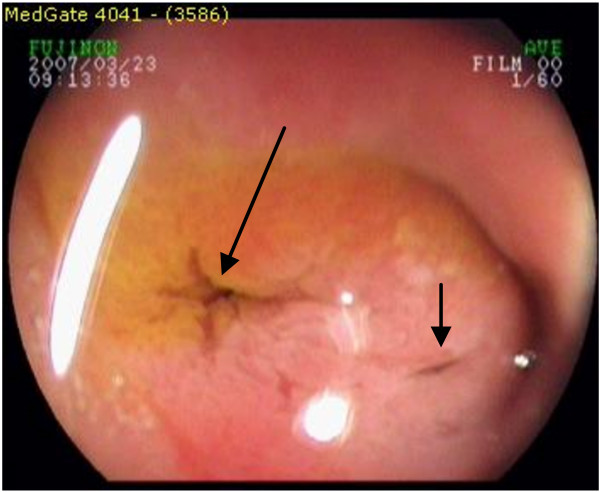 MedGate 4041 - (3586)
FUJINON
2007/03/23
09:13:36
AVE
FILM 00
1/60